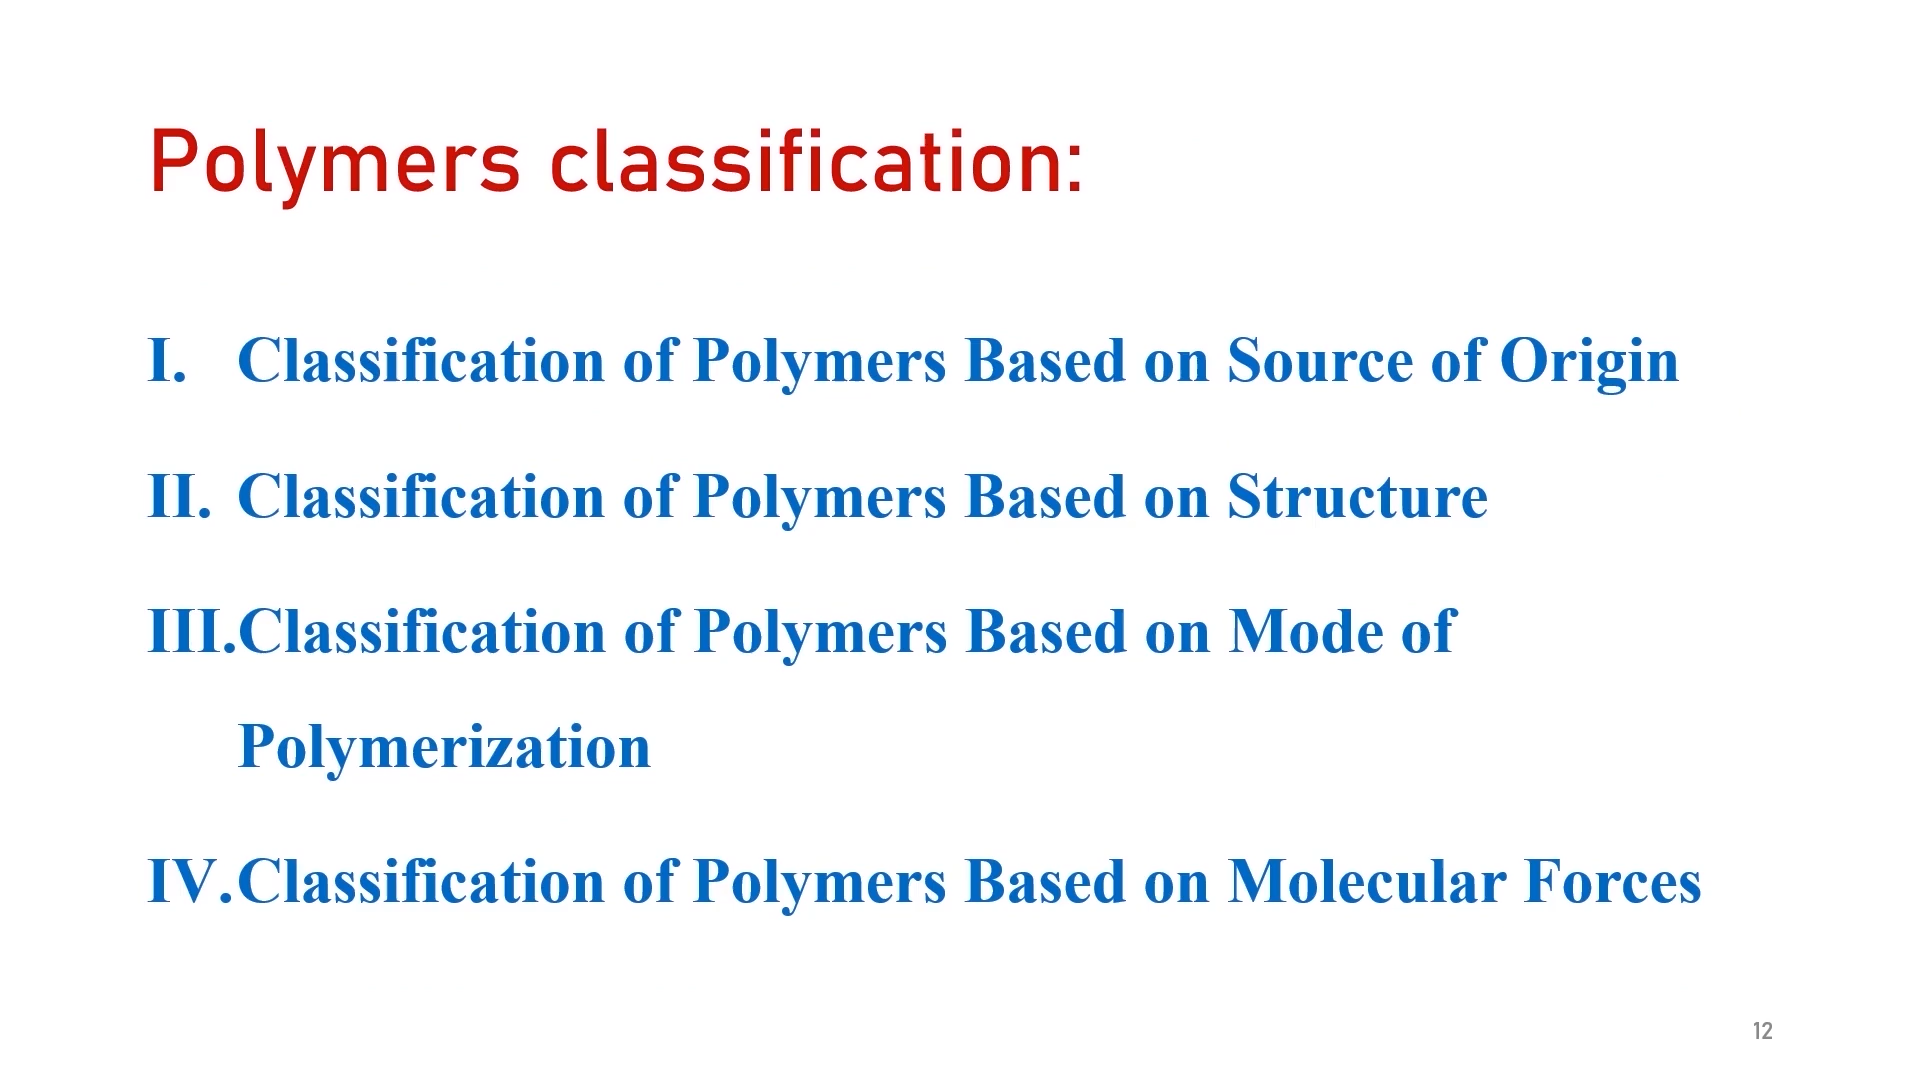 Polymers classification:
I. Classification of Polymers Based on Source of Origin
II. Classification of Polymers Based on Structure
III.Classification of Polymers Based on Mode of
Polymerization
IV.Classification of Polymers Based on Molecular Forces
12